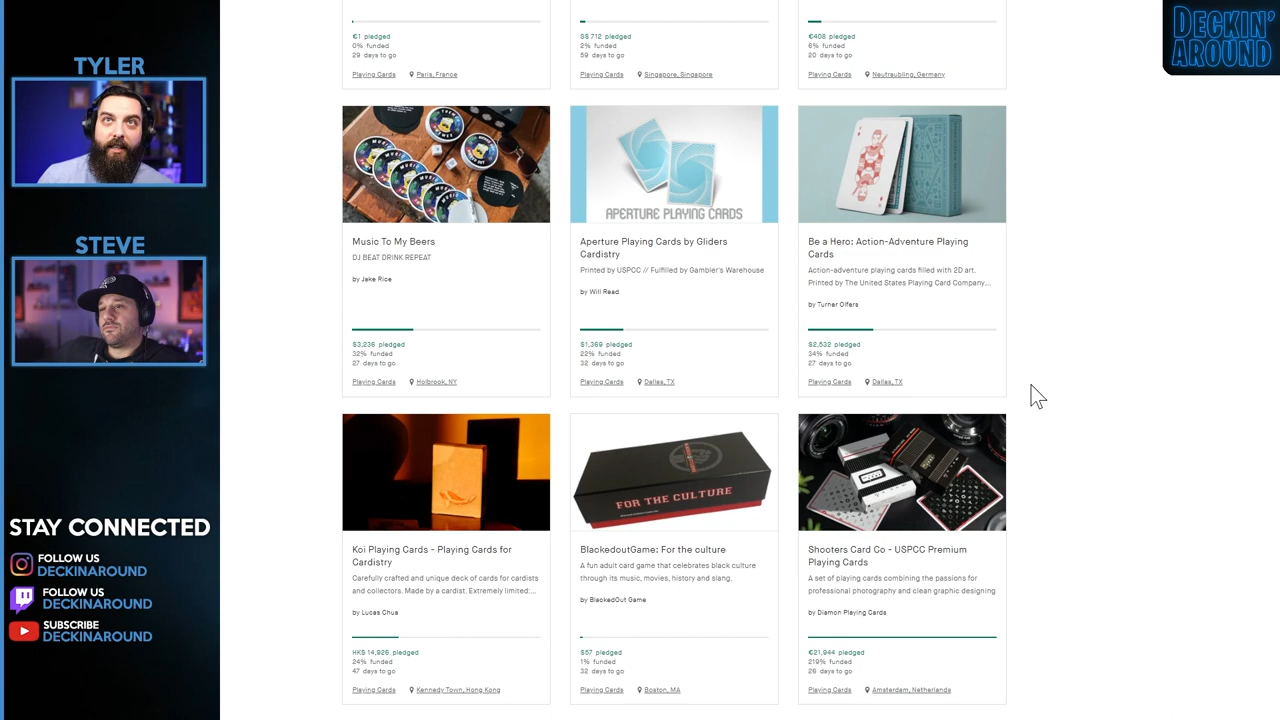 TYLER
STEVE
STAY CONNECTED
FOLLOW US
DECKINAROUND
FOLLOW US
DECKINAROUND
SUBSCRIBE
DECKINAROUND
DECKIN'
AROUND
€1 pledged
0% funded
29 days to go
Playing Cards Paris, France
S$ 712 pledged
2% funded
59 days to go
Playing Cards Singapore, Singapore
€408 pledged
6% funded
20 days to go
Playing Cards Neutraubling, Germany
MUSIC
Music To My Beers
DJ BEAT DRINK REPEAT
by Jake Rice
$3,236 pledged
32% funded
27 days to go
Playing Cards Holbrook, NY
APERTURE PLAYING CARDS
Aperture Playing Cards by Gliders
Cardistry
Printed by USPCC // Fulfilled by Gambler's Warehouse
by Will Read
$1,369 pledged
22% funded
32 days to go
Playing Cards Dallas, TX
Be a Hero: Action-Adventure Playing
Cards
Action-adventure playing cards filled with 2D art.
Printed by The United States Playing Card Company....
by Turner Olfers
$2,532 pledged
34% funded
27 days to go
Playing Cards Dallas, TX
Koi Playing Cards - Playing Cards for
Cardistry
Carefully crafted and unique deck of cards for cardists
and collectors. Made by a cardist. Extremely limited:...
by Lucas Chua
HK$ 14,926 pledged
24% funded
47 days to go
Playing Cards Kennedy Town, Hong Kong
FOR THE CULTURE
BlackedoutGame: For the culture
A fun adult card game that celebrates black culture
through its music, movies, history and slang.
by BlackedOut Game
$57 pledged
1% funded
32 days to go
Playing Cards Boston, MA
Shooters Card Co - USPCC Premium
Playing Cards
A set of playing cards combining the passions for
professional photography and clean graphic designing
by Diamon Playing Cards
€21,944 pledged
219% funded
26 days to go
Playing Cards Amsterdam, Netherlands